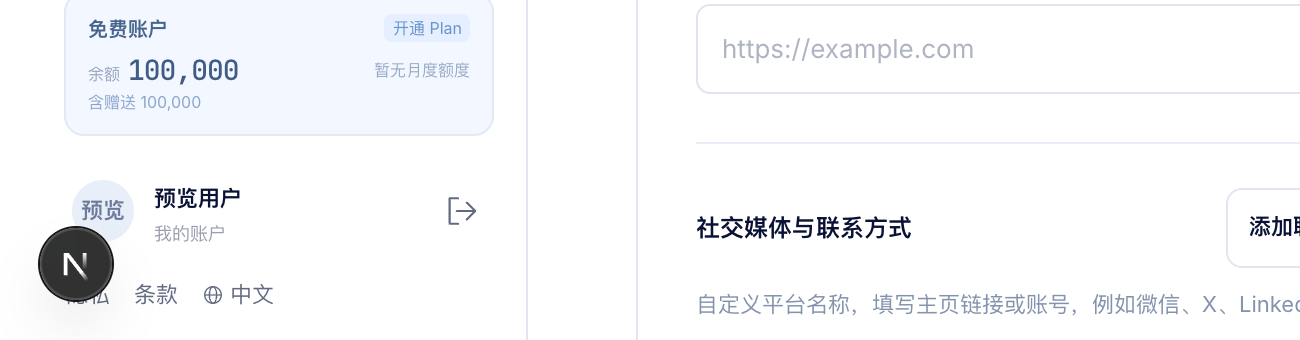 免费账户
开通 Plan
余额 100,000
暂无月度额度
含赠送 100,000
预览
预览用户
我的账户
条款
中文
https://example.com
社交媒体与联系方式
添加
自定义平台名称，填写主页链接或账号，例如微信、X、Linke